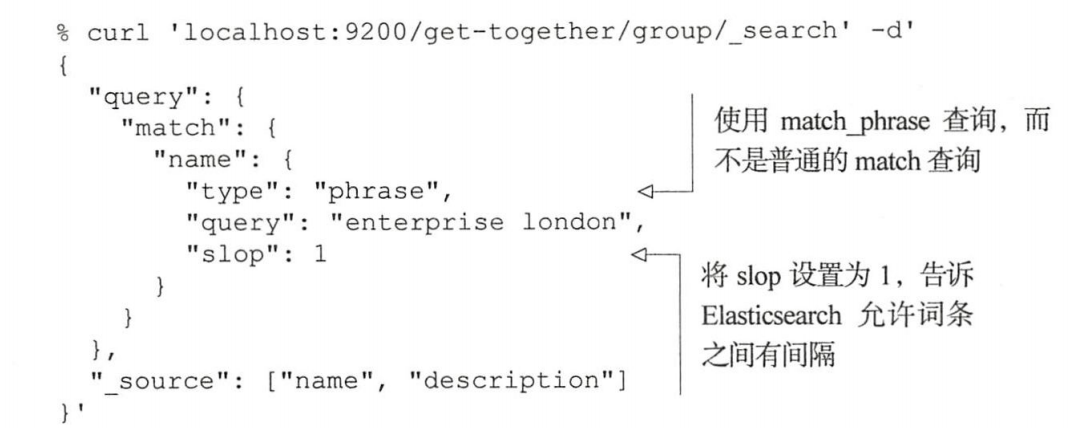 % curl 'localhost:9200/get-together/group/_search' -d'
{
  "query": {
    "match": {
      "name": {
        "type": "phrase",
        "query": "enterprise london",
        "slop": 1
      }
    }
  },
  "_source": ["name", "description"]
}'
使用 match_phrase 查询，而
不是普通的 match 查询
将 slop 设置为 1，告诉
Elasticsearch 允许词条
之间有间隔